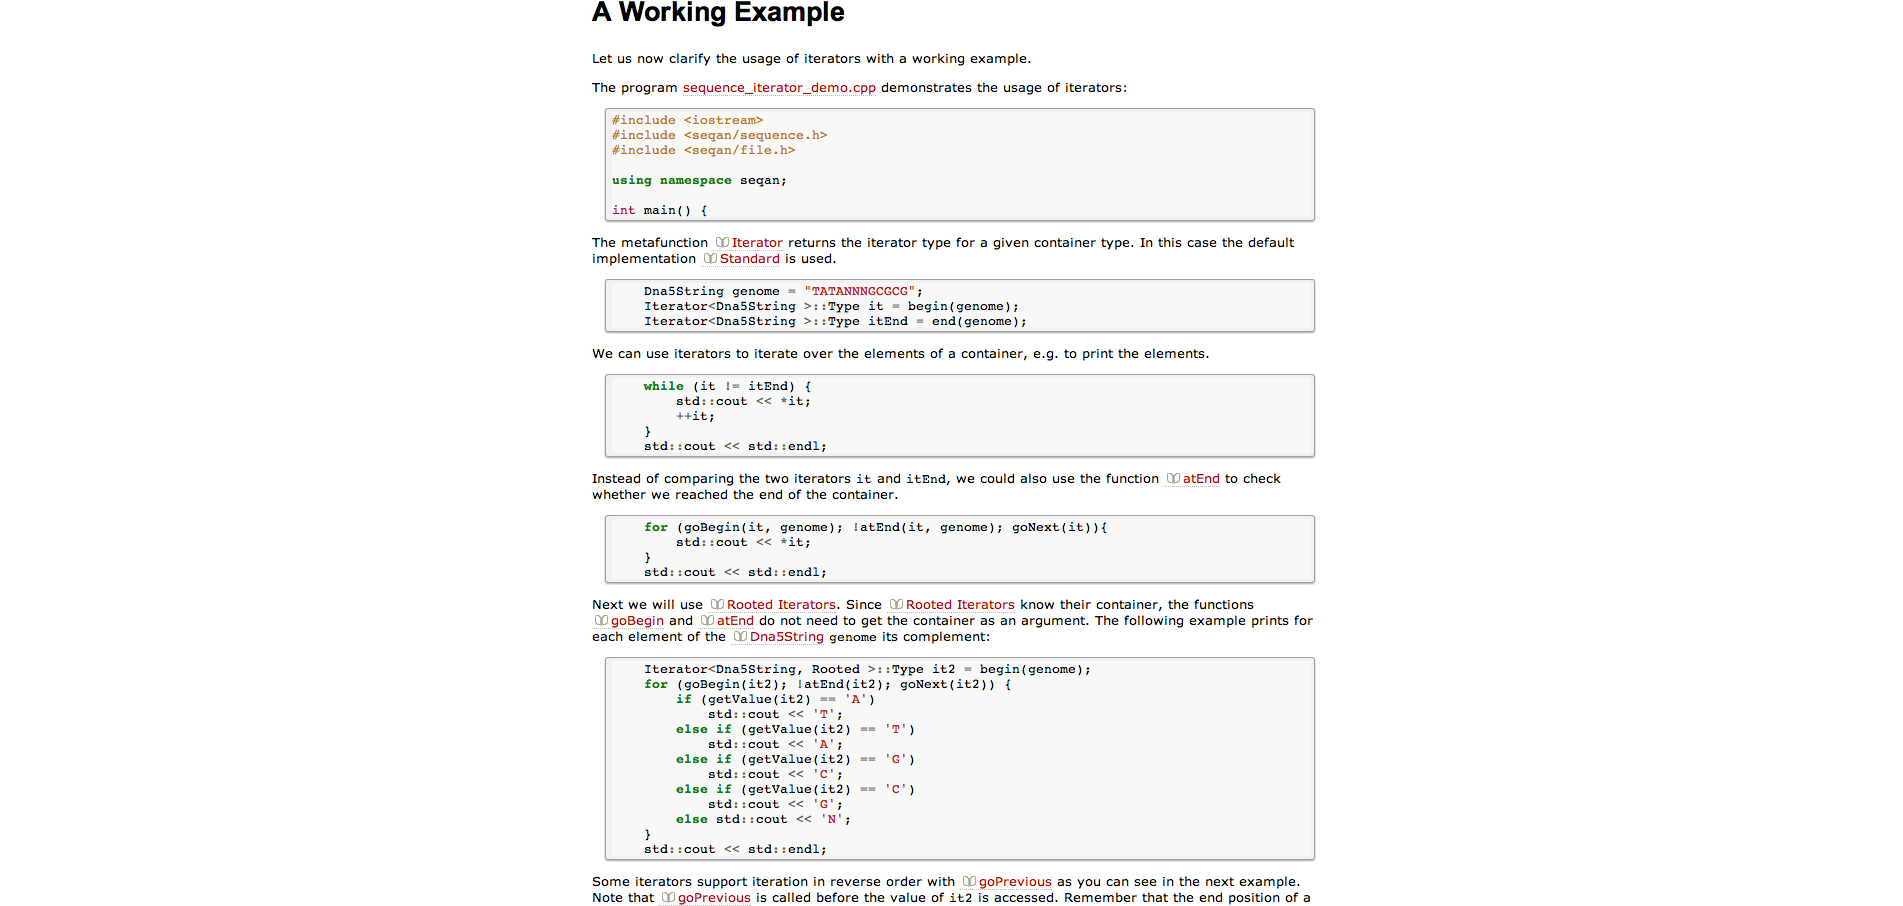 A Working Example
Let us now clarify the usage of iterators with a working example.
The program sequence_iterator_demo.cpp demonstrates the usage of iterators:
#include <iostream>
#include <seqan/sequence.h>
#include <seqan/file.h>
using namespace seqan;
int main() {
The metafunction Iterator returns the iterator type for a given container type. In this case the default
implementation Standard is used.
Dna5String genome = "TATANNNGCGCG";
Iterator<Dna5String >::Type it = begin(genome);
Iterator<Dna5String >::Type itEnd = end(genome);
We can use iterators to iterate over the elements of a container, e.g. to print the elements.
while (it != itEnd) {
std::cout << *it;
++it;
}
std::cout << std::endl;
Instead of comparing the two iterators it and itEnd, we could also use the function atEnd to check
whether we reached the end of the container.
for (goBegin(it, genome); !atEnd(it, genome); goNext(it)){
std::cout << *it;
}
std::cout << std::endl;
Next we will use Rooted Iterators. Since Rooted Iterators know their container, the functions
goBegin and atEnd do not need to get the container as an argument. The following example prints for
each element of the Dna5String genome its complement:
Iterator<Dna5String, Rooted >::Type it2 = begin(genome);
for (goBegin(it2); !atEnd(it2); goNext(it2)) {
if (getValue(it2) == 'A')
std::cout << 'T';
else if (getValue(it2) == 'T')
std::cout << 'A';
else if (getValue(it2) == 'G')
std::cout << 'C';
else if (getValue(it2) == 'C')
std::cout << 'G';
else std::cout << 'N';
}
std::cout << std::endl;
Some iterators support iteration in reverse order with goPrevious as you can see in the next example.
Note that goPrevious is called before the value of it2 is accessed. Remember that the end position of a